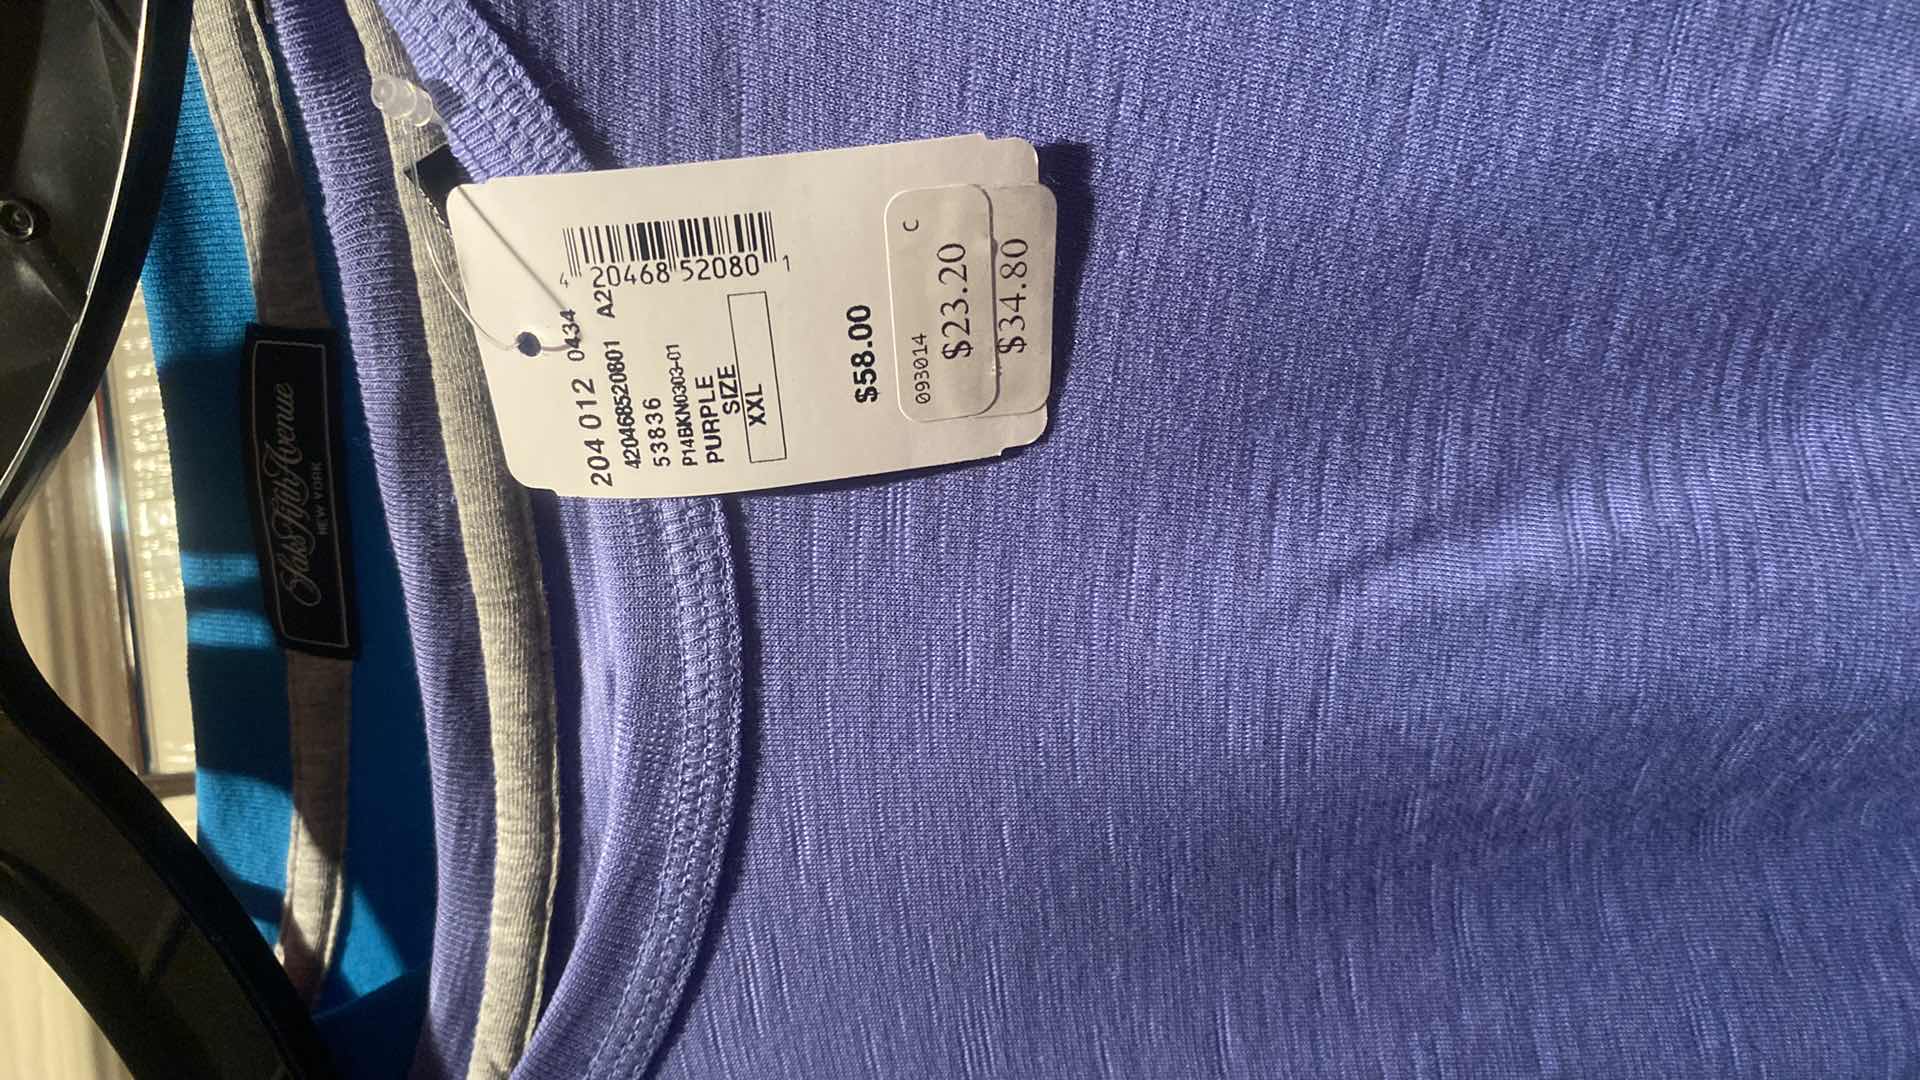 Saks Fifth Avenue
NEW YORK
4 20468 52080 1
204 012 0434 A2
420468520801
53836
P14BKN0303-01
PURPLE
SIZE
XXL
$58.00
093014 C
$23.20
$34.80